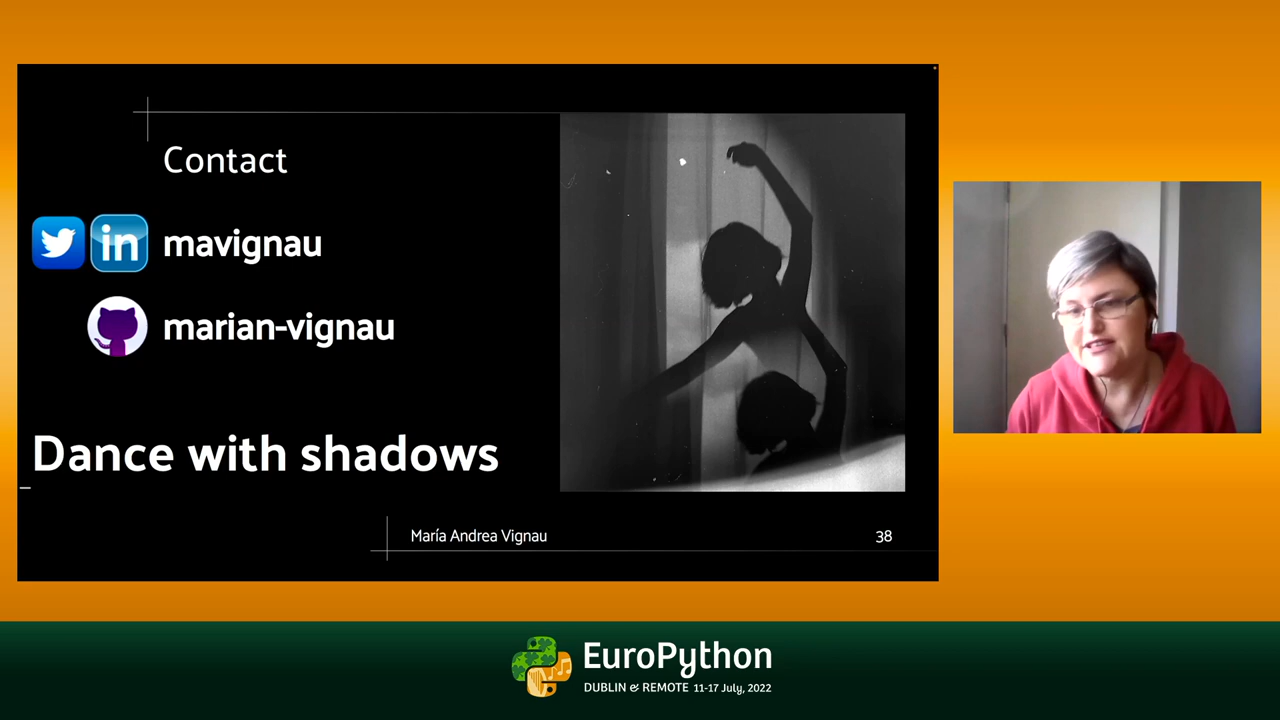 Contact
mavignau
marian-vignau
Dance with shadows
María Andrea Vignau
38
EuroPython
DUBLIN & REMOTE 11-17 July, 2022